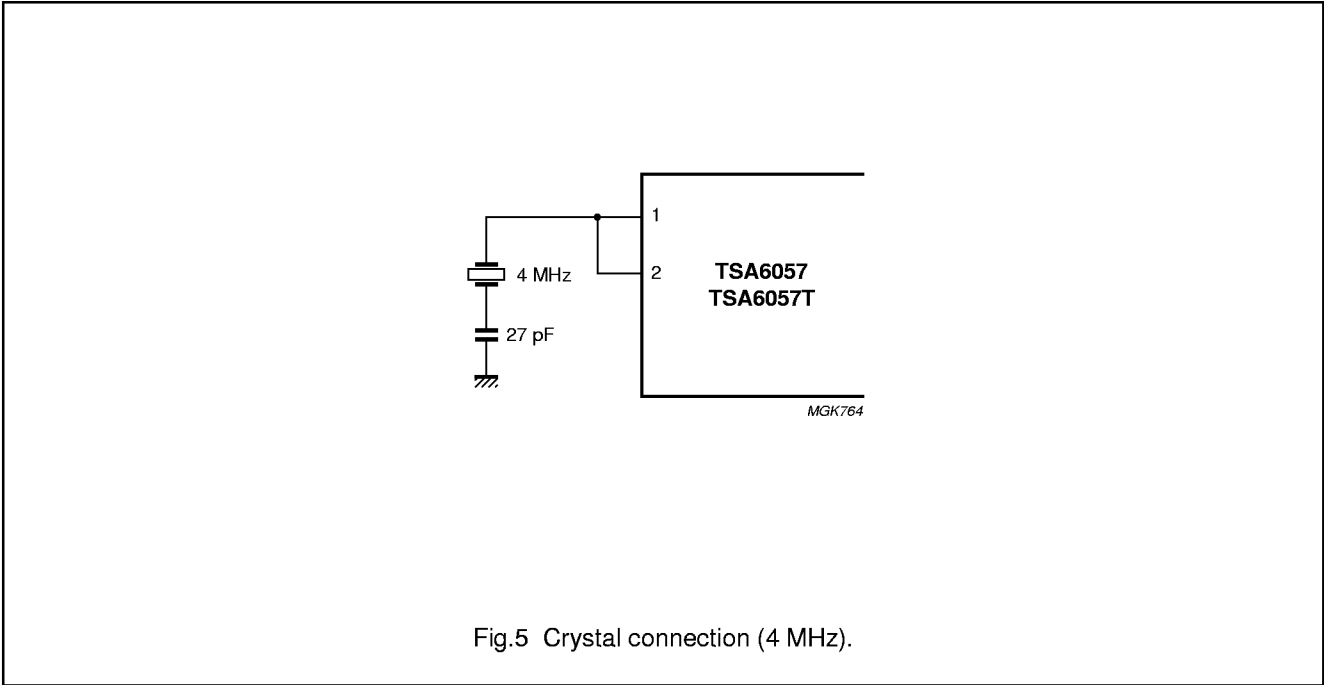 1
2
4 MHz
TSA6057
TSA6057T
27 pF
MGK764
Fig.5 Crystal connection (4 MHz).